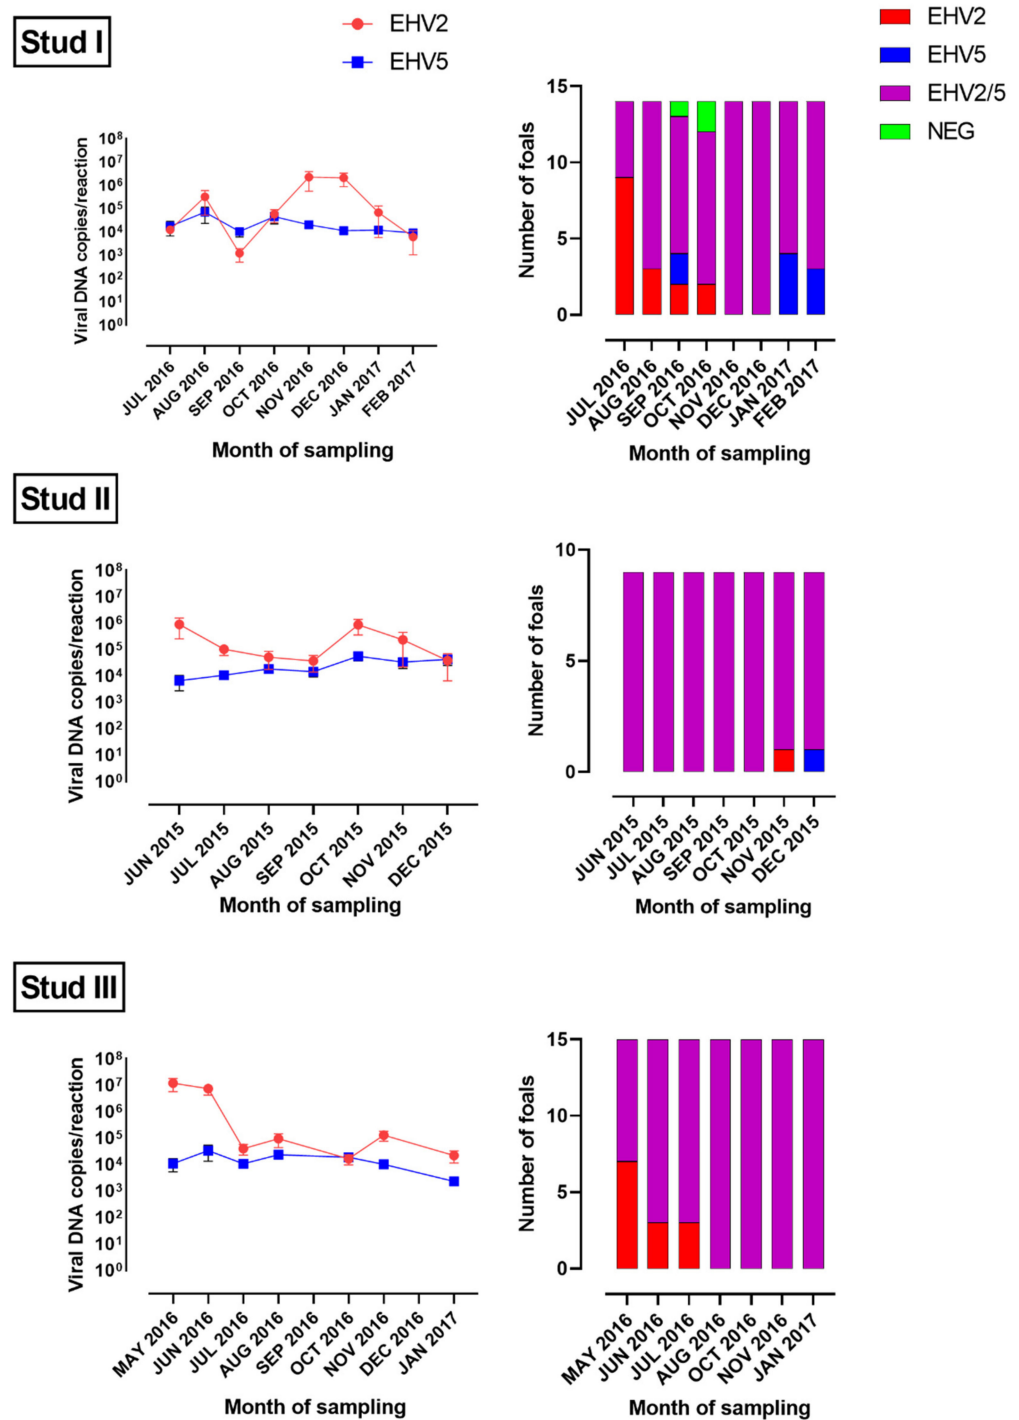 Stud I
EHV2
EHV5
Viral DNA copies/reaction
10⁸
10⁷
10⁶
10⁵
10⁴
10³
10²
10¹
10⁰
JUL 2016
AUG 2016
SEP 2016
OCT 2016
NOV 2016
DEC 2016
JAN 2017
FEB 2017
Month of sampling
EHV2
EHV5
EHV2/5
NEG
Number of foals
15
10
5
0
JUL 2016
AUG 2016
SEP 2016
OCT 2016
NOV 2016
DEC 2016
JAN 2017
FEB 2017
Month of sampling
Stud II
Viral DNA copies/reaction
10⁸
10⁷
10⁶
10⁵
10⁴
10³
10²
10¹
10⁰
JUN 2015
JUL 2015
AUG 2015
SEP 2015
OCT 2015
NOV 2015
DEC 2015
Month of sampling
Number of foals
10
5
0
JUN 2015
JUL 2015
AUG 2015
SEP 2015
OCT 2015
NOV 2015
DEC 2015
Month of sampling
Stud III
Viral DNA copies/reaction
10⁸
10⁷
10⁶
10⁵
10⁴
10³
10²
10¹
10⁰
MAY 2016
JUN 2016
JUL 2016
AUG 2016
SEP 2016
OCT 2016
NOV 2016
DEC 2016
JAN 2017
Month of sampling
Number of foals
15
10
5
0
MAY 2016
JUN 2016
JUL 2016
AUG 2016
OCT 2016
NOV 2016
JAN 2017
Month of sampling